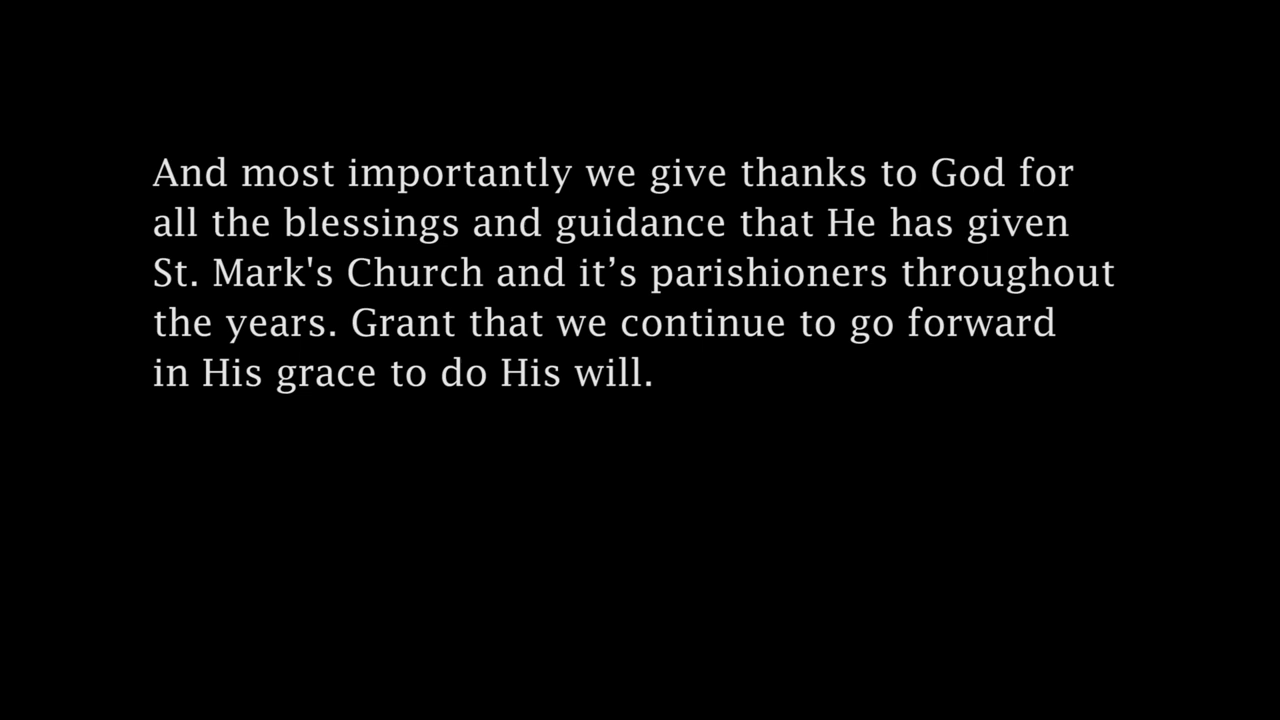 And most importantly we give thanks to God for
all the blessings and guidance that He has given
St. Mark's Church and it’s parishioners throughout
the years. Grant that we continue to go forward
in His grace to do His will.